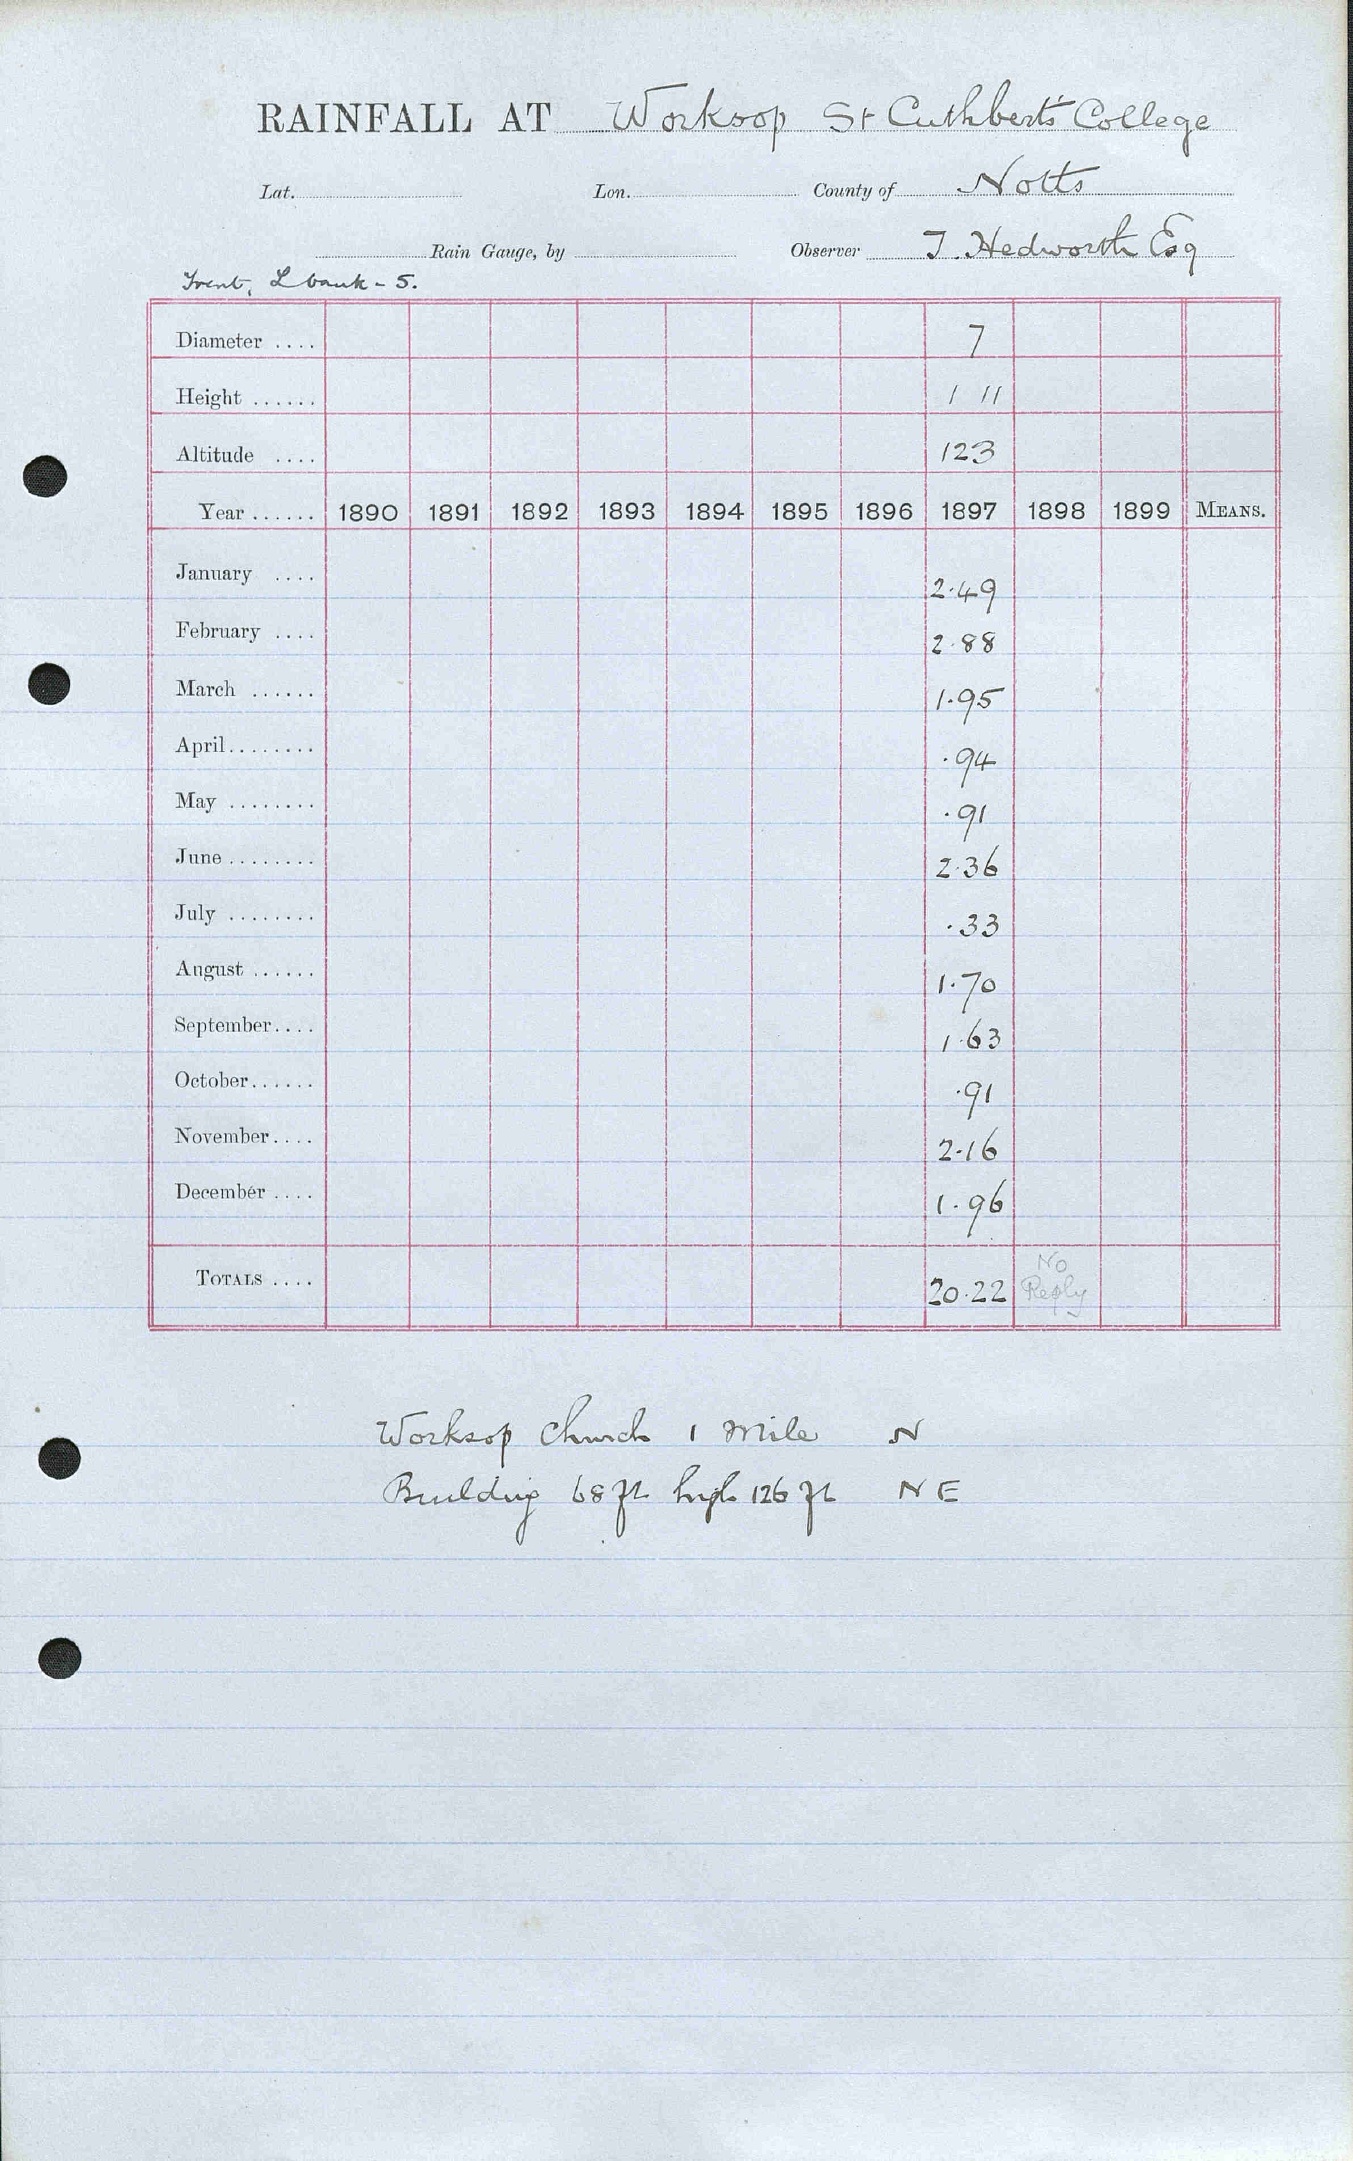 RAINFALL AT Worksop St Cuthbert's College
Lat. Lon. County of Notts
Rain Gauge, by Observer T. Hedworth Esq
Trent, L bank - 5.
Diameter .... 7
Height ...... 1 11
Altitude .... 123
Year ...... 1890 1891 1892 1893 1894 1895 1896 1897 1898 1899 MEANS.
January .... 2.49
February .... 2.88
March ...... 1.95
April........ .94
May ........ .91
June ........ 2.36
July ........ .33
August ...... 1.70
September.... 1.63
October...... .91
November.... 2.16
December .... 1.96
TOTALS .... 20.22 No Reply
Worksop Church 1 mile N
Building 68 ft high 126 ft N E